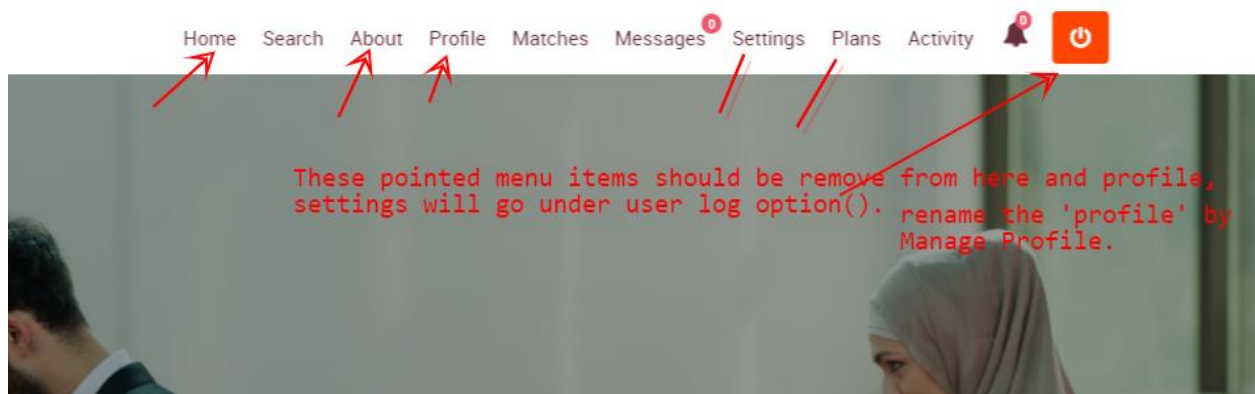 Home Search About Profile Matches Messages 0 Settings Plans Activity 0
These pointed menu items should be remove from here and profile,
settings will go under user log option().
rename the 'profile' by
Manage Profile.